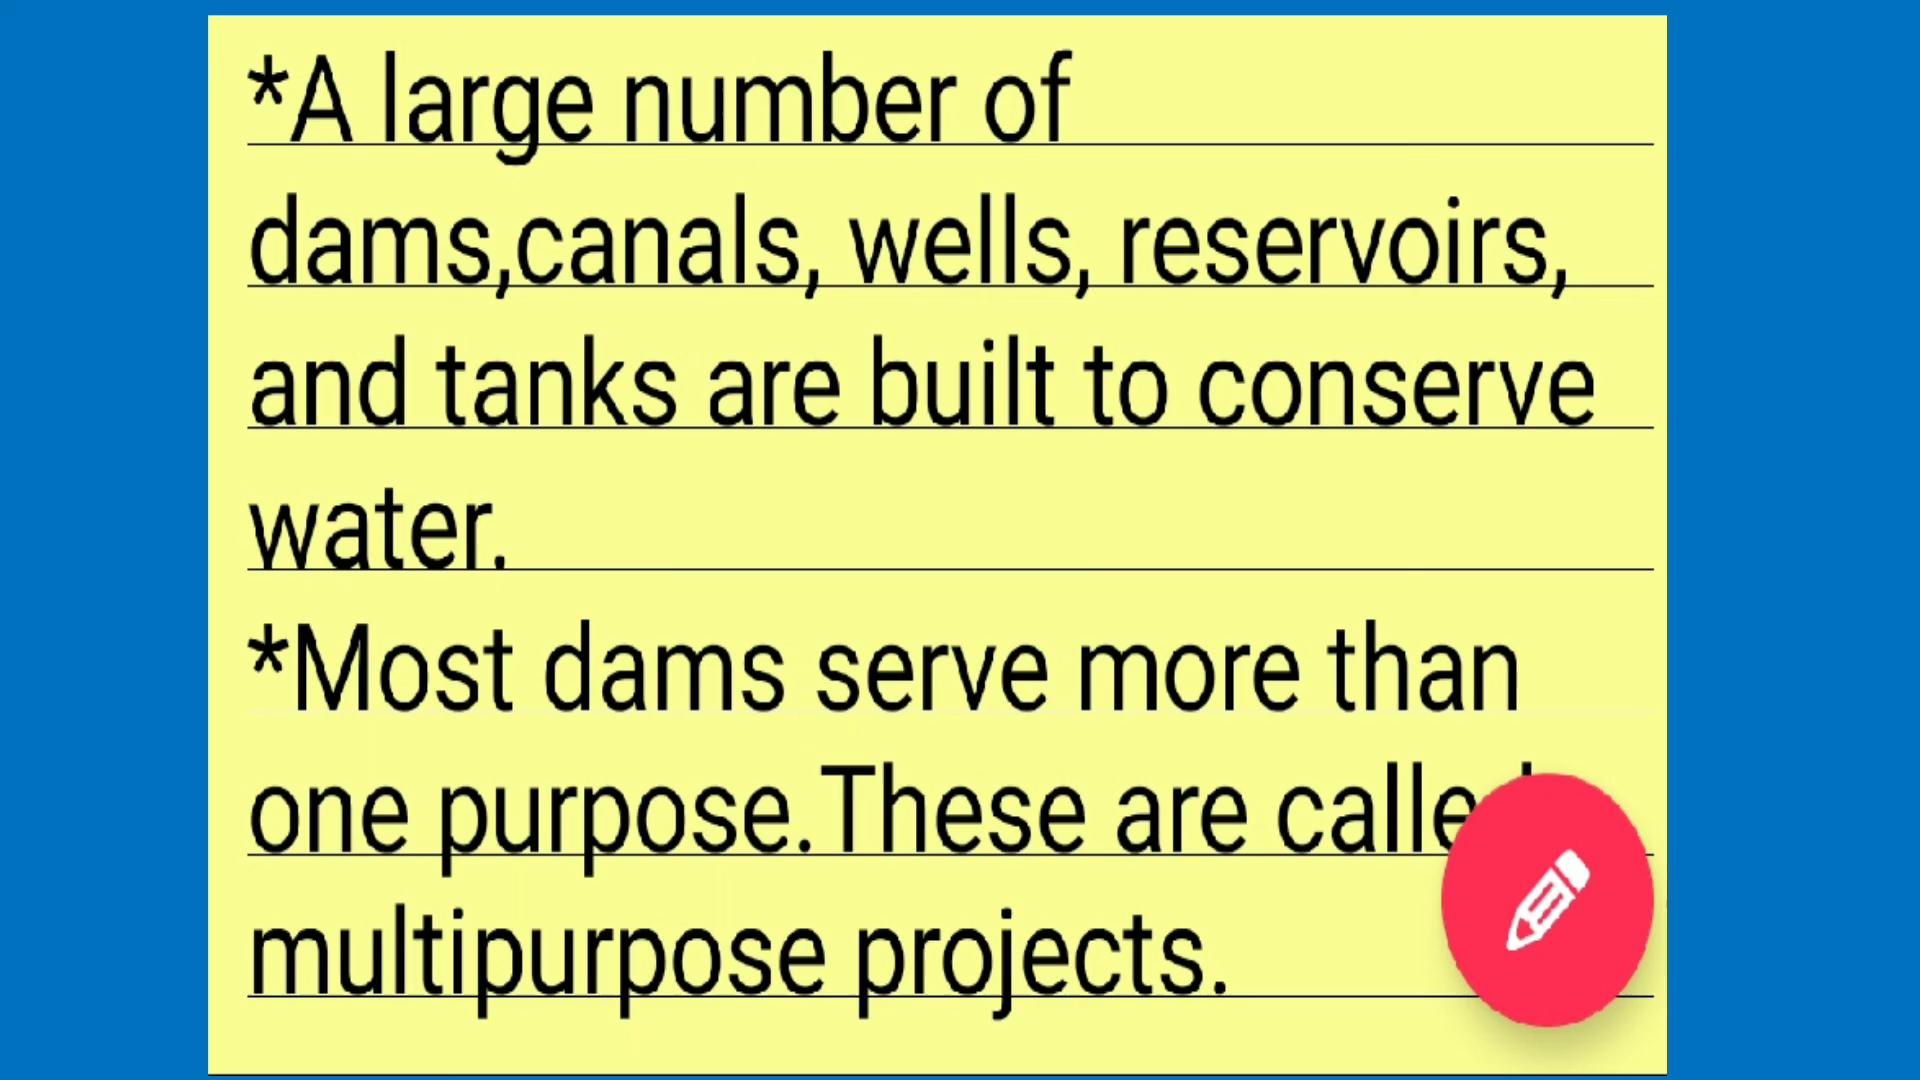 *A large number of
dams,canals, wells, reservoirs,
and tanks are built to conserve
water.
*Most dams serve more than
one purpose.These are called
multipurpose projects.